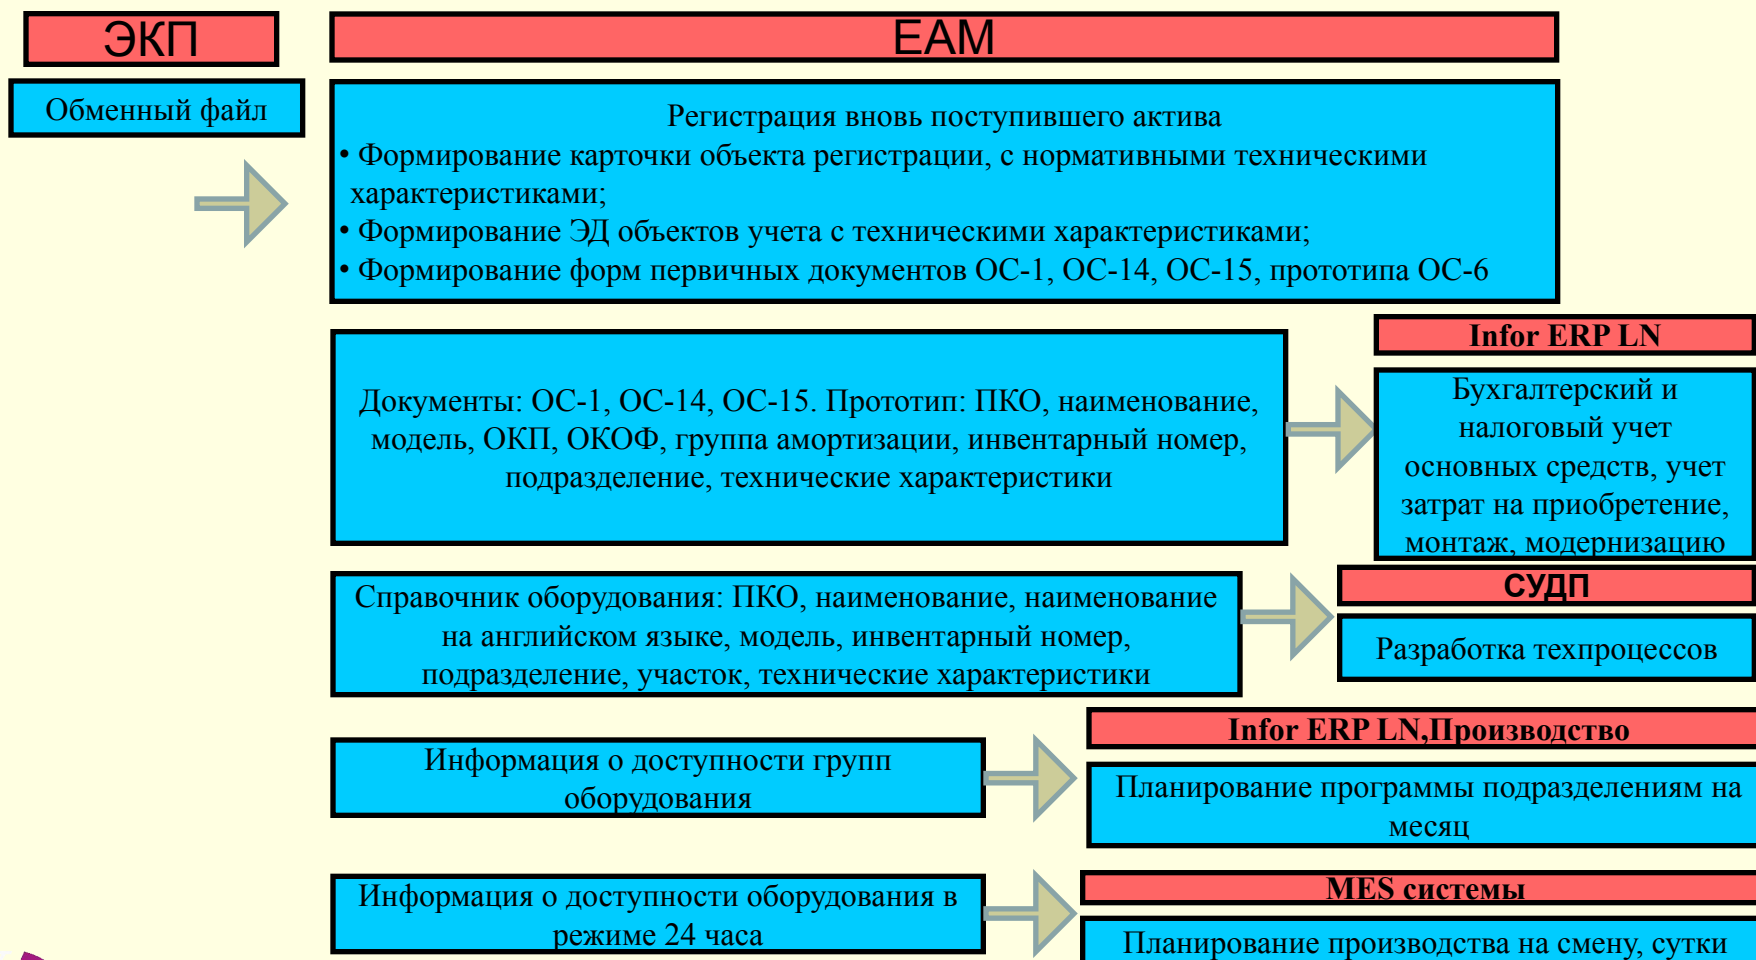 ЭКП
EAM
Обменный файл
Регистрация вновь поступившего актива
• Формирование карточки объекта регистрации, с нормативными техническими
характеристиками;
• Формирование ЭД объектов учета с техническими характеристиками;
• Формирование форм первичных документов ОС-1, ОС-14, ОС-15, прототипа ОС-6
Документы: ОС-1, ОС-14, ОС-15. Прототип: ПКО, наименование,
модель, ОКП, ОКОФ, группа амортизации, инвентарный номер,
подразделение, технические характеристики
Infor ERP LN
Бухгалтерский и
налоговый учет
основных средств, учет
затрат на приобретение,
монтаж, модернизацию
Справочник оборудования: ПКО, наименование, наименование
на английском языке, модель, инвентарный номер,
подразделение, участок, технические характеристики
СУДП
Разработка техпроцессов
Информация о доступности групп
оборудования
Infor ERP LN,Производство
Планирование программы подразделениям на
месяц
Информация о доступности оборудования в
режиме 24 часа
MES системы
Планирование производства на смену, сутки